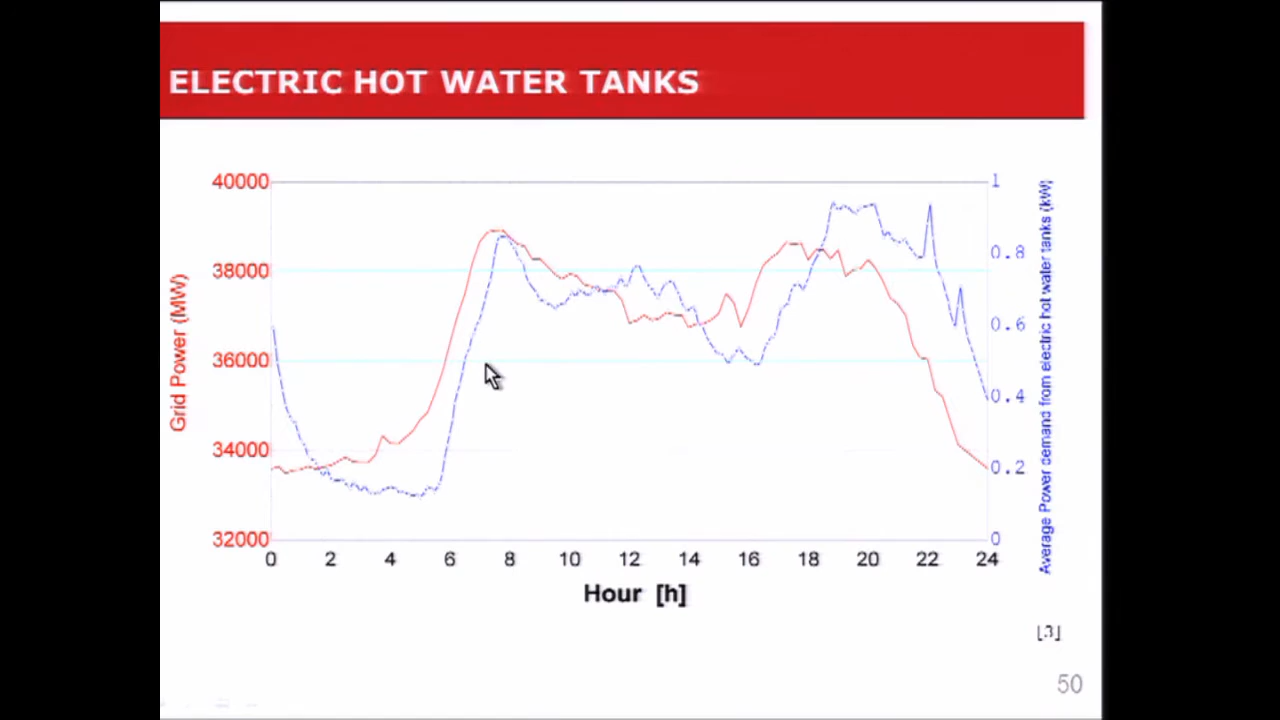 ELECTRIC HOT WATER TANKS
40000
38000
36000
34000
32000
Grid Power (MW)
1
0.8
0.6
0.4
0.2
0
Average Power demand from electric hot water tanks (kW)
0 2 4 6 8 10 12 14 16 18 20 22 24
Hour [h]
[3]
50